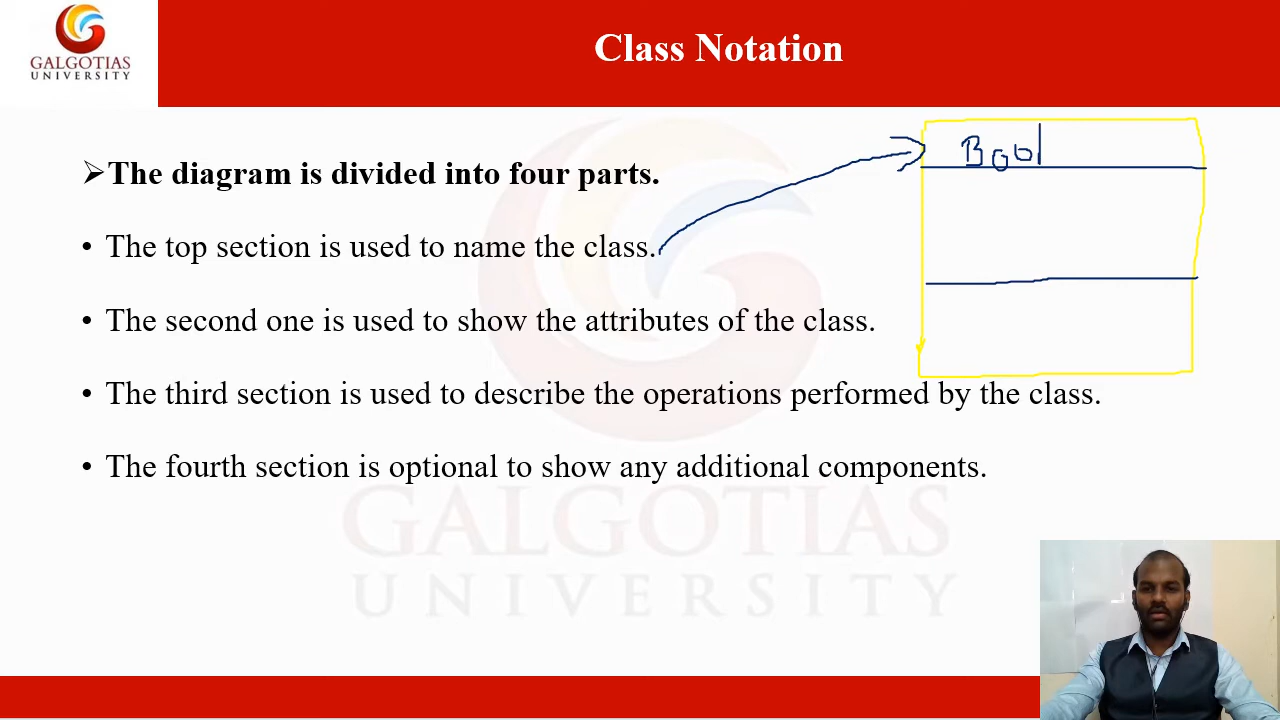 GALGOTIAS
UNIVERSITY
Class Notation
Boo
➢The diagram is divided into four parts.
• The top section is used to name the class.
• The second one is used to show the attributes of the class.
• The third section is used to describe the operations performed by the class.
• The fourth section is optional to show any additional components.
GALGOTIAS
UNIVERSITY